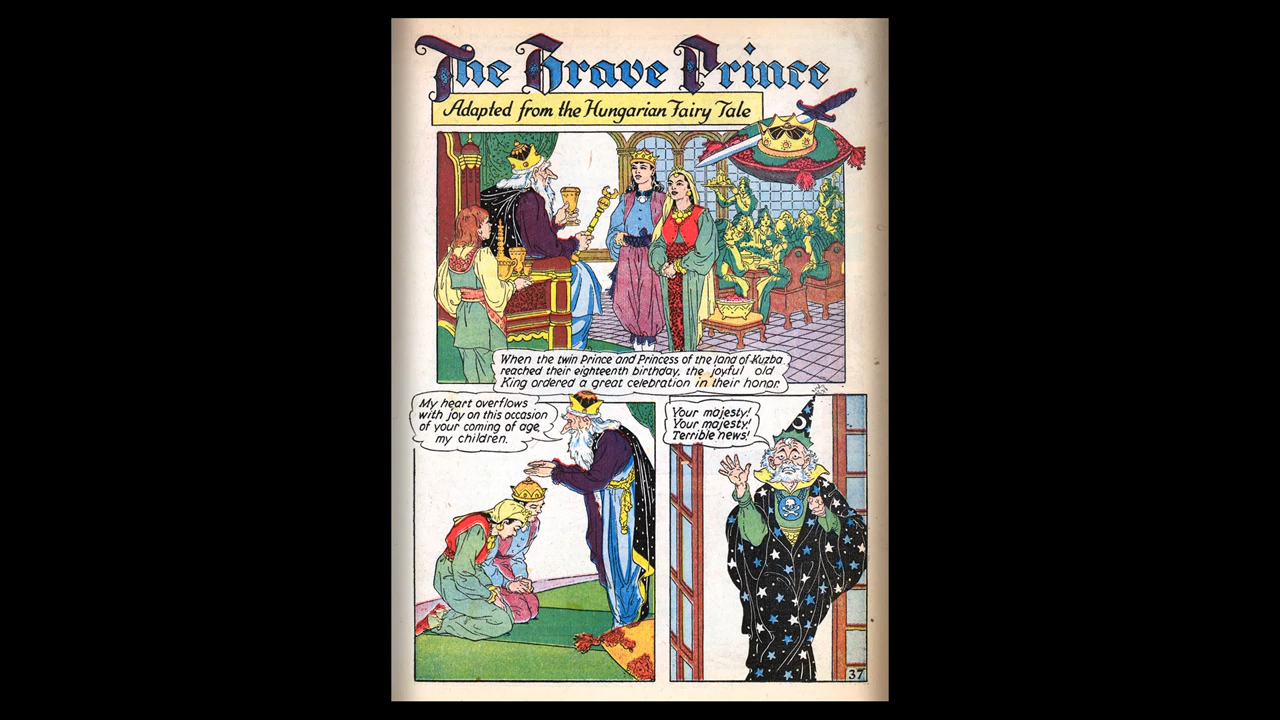 The Brave Prince
Adapted from the Hungarian Fairy Tale
When the twin Prince and Princess of the land of Kuzba
reached their eighteenth birthday, the joyful old
King ordered a great celebration in their honor.
My heart overflows
with joy on this occasion
of your coming of age,
my children.
Your majesty!
Your majesty!
Terrible news!
37